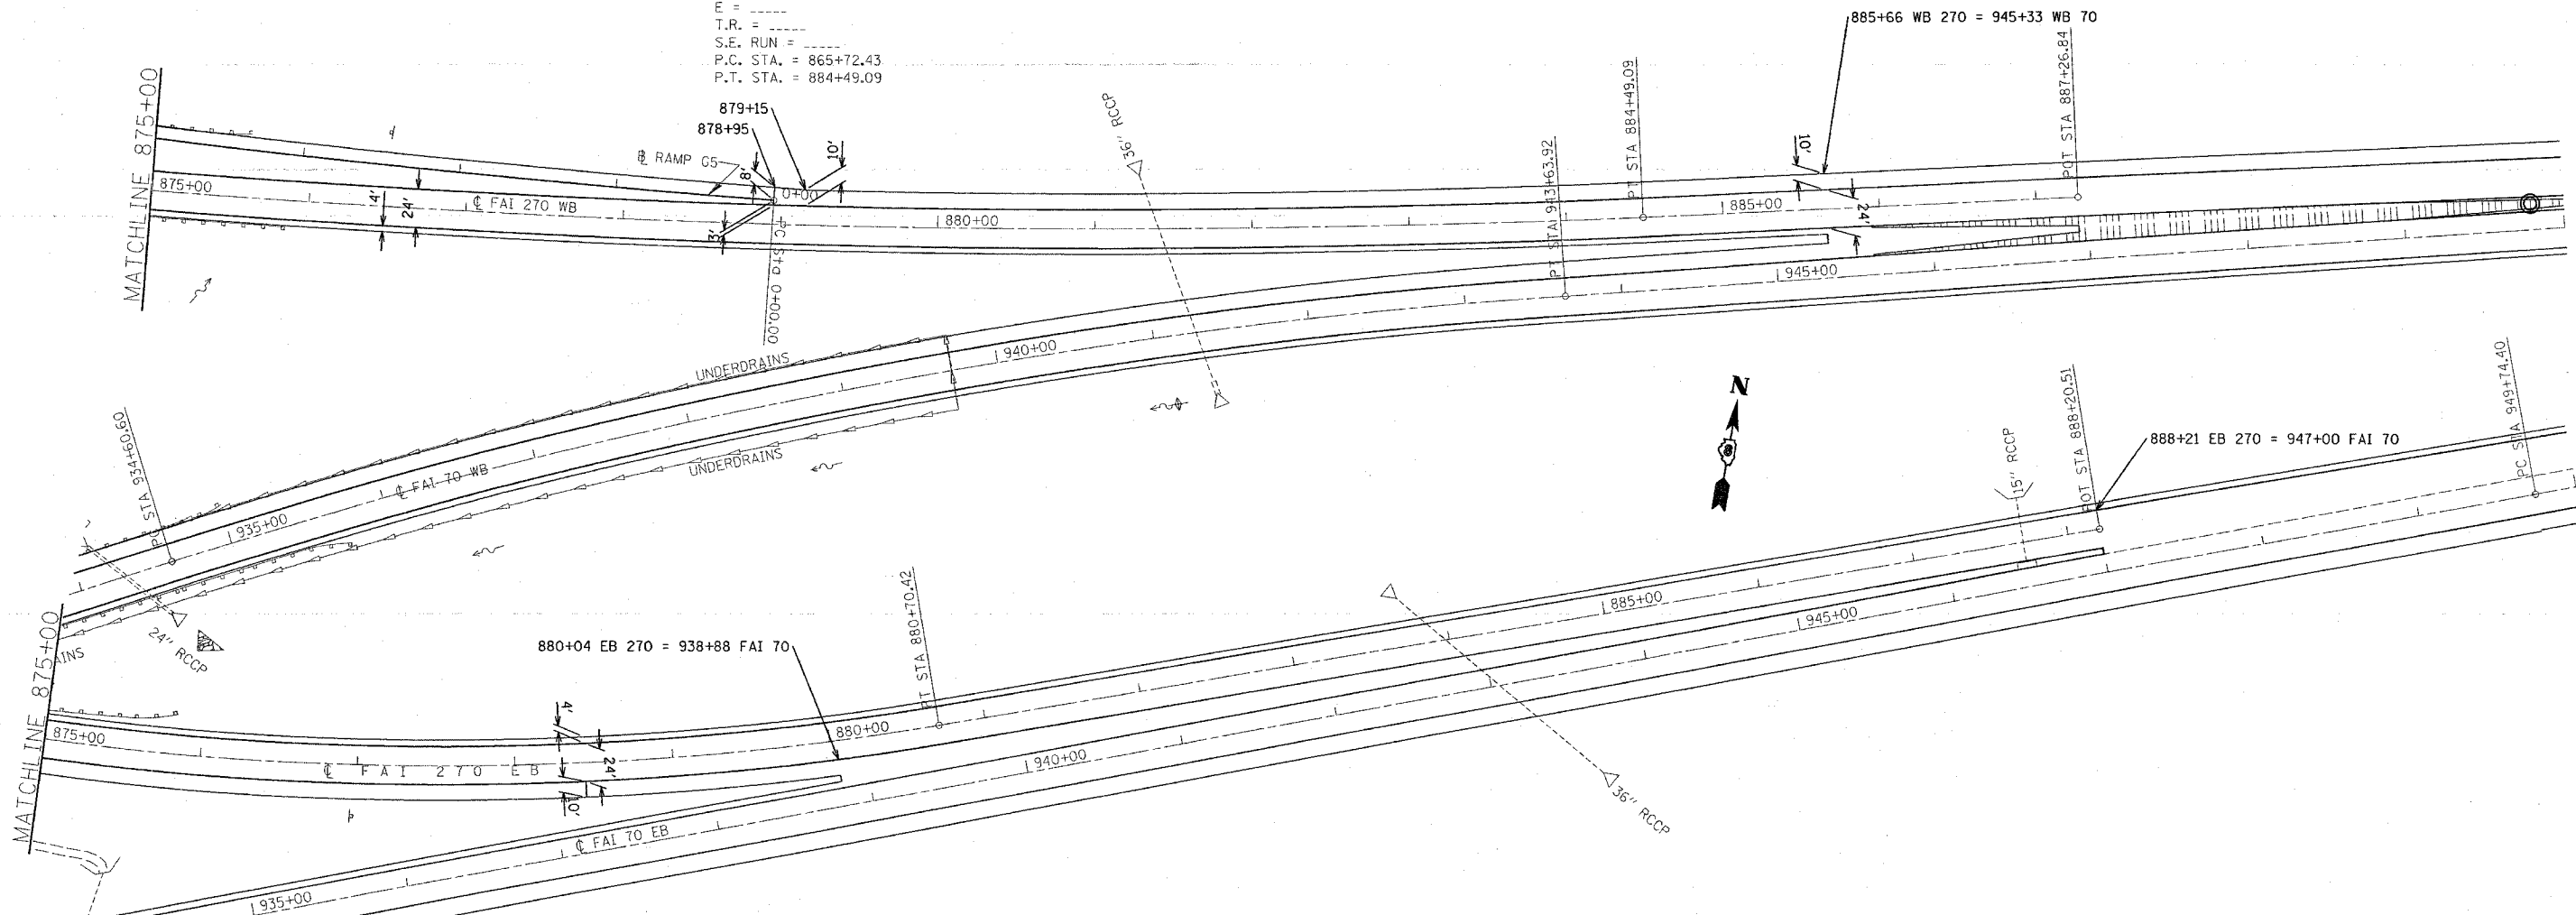 E = _____
T.R. = _____
S.E. RUN = _____
P.C. STA. = 865+72.43
P.T. STA. = 884+49.09
885+66 WB 270 = 945+33 WB 70
MATCHLINE 875+00
879+15
878+95
℄ RAMP G5
8'
10'
0+00
3'
PC Sta 0+00.00
875+00
4'
24'
℄ FAI 270 WB
880+00
36" RCCP
PT STA 943+63.92
PT STA 884+49.09
10'
24'
885+00
POT STA 887+26.84
945+00
UNDERDRAINS
940+00
UNDERDRAINS
PC STA 934+60.60
℄ FAI 70 WB
935+00
24" RCCP
AINS
N
15" RCCP
POT STA 888+20.51
888+21 EB 270 = 947+00 FAI 70
PC STA 949+74.40
MATCHLINE 875+00
880+04 EB 270 = 938+88 FAI 70
PT STA 880+70.42
875+00
℄ FAI 270 EB
4'
24'
10'
880+00
885+00
945+00
940+00
36" RCCP
℄ FAI 70 EB
935+00